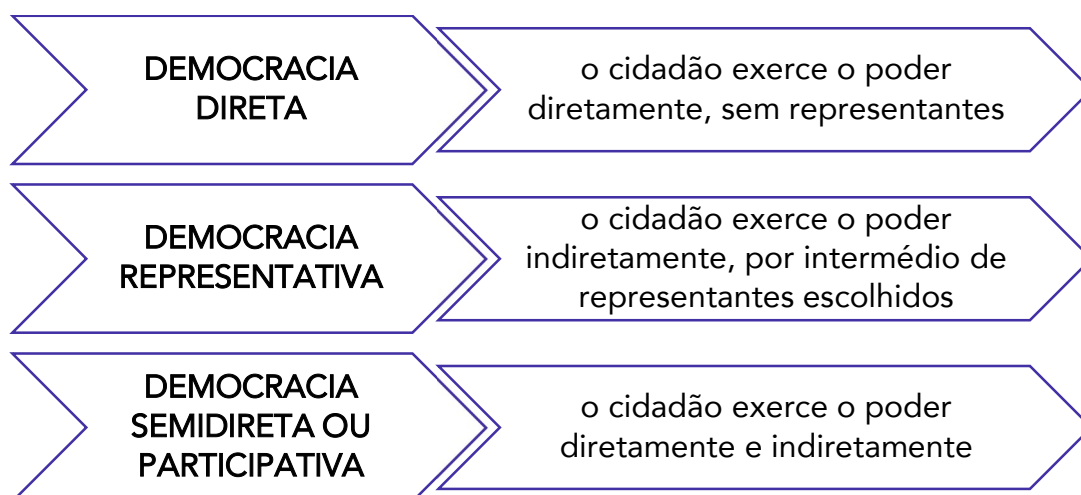 DEMOCRACIA
DIRETA
o cidadão exerce o poder
diretamente, sem representantes
DEMOCRACIA
REPRESENTATIVA
o cidadão exerce o poder
indiretamente, por intermédio de
representantes escolhidos
DEMOCRACIA
SEMIDIRETA OU
PARTICIPATIVA
o cidadão exerce o poder
diretamente e indiretamente